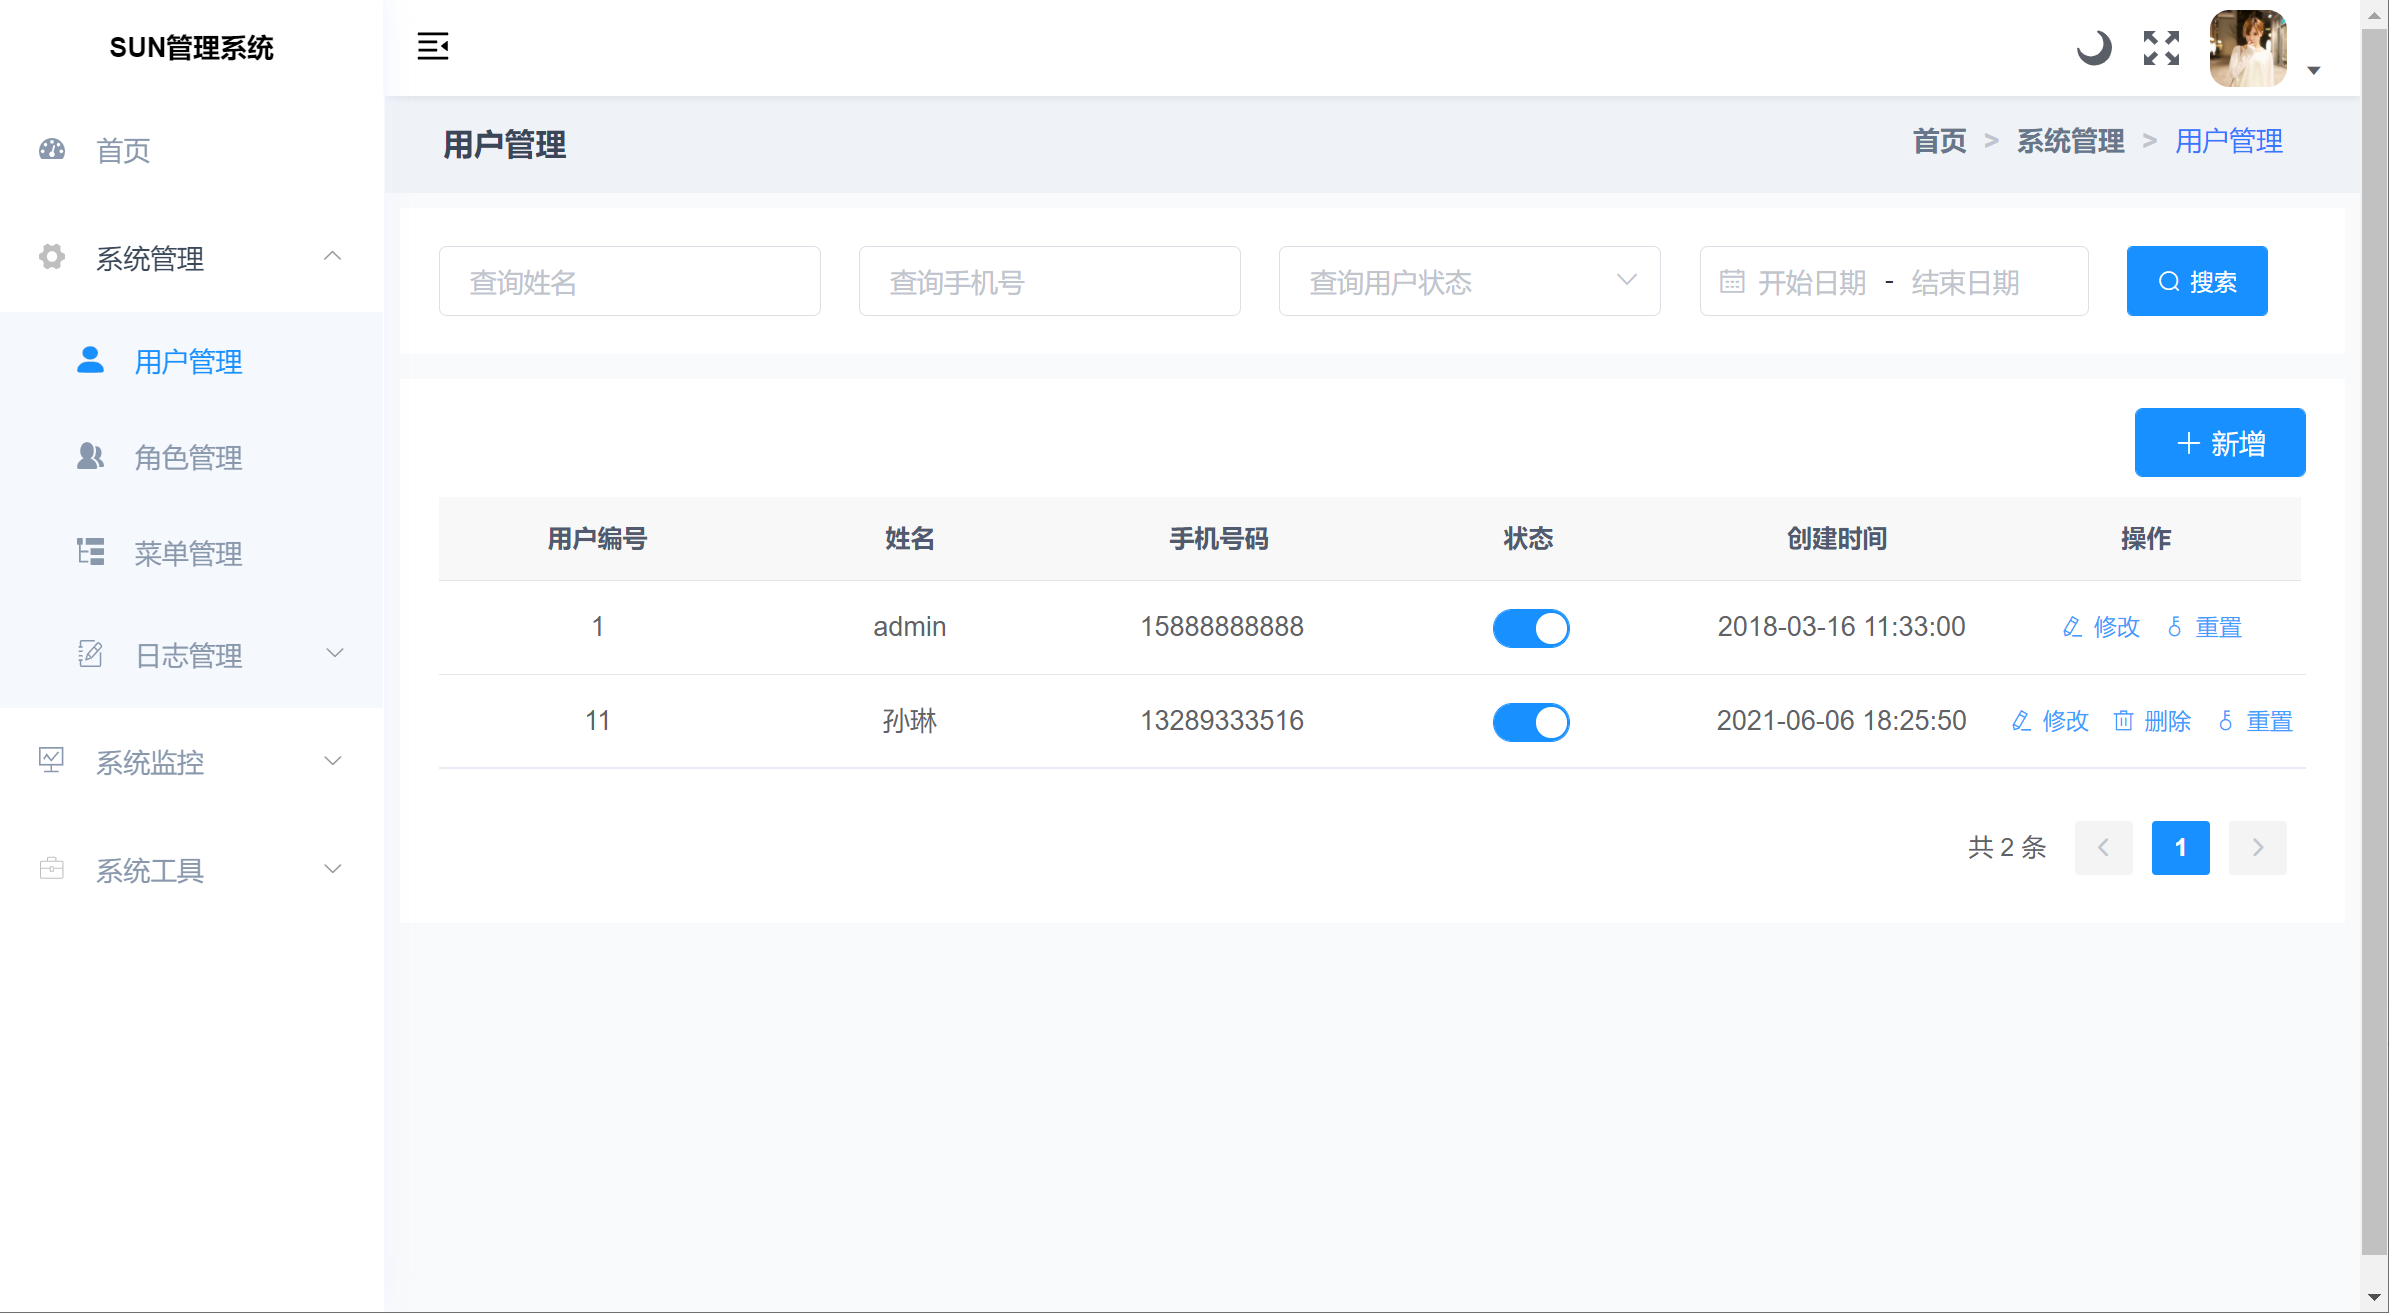 SUN管理系统
首页
系统管理
用户管理
角色管理
菜单管理
日志管理
系统监控
系统工具
用户管理
首页 > 系统管理 > 用户管理
查询姓名 查询手机号 查询用户状态 开始日期 - 结束日期 搜索
新增
用户编号 姓名 手机号码 状态 创建时间 操作
1 admin 15888888888 2018-03-16 11:33:00 修改 重置
11 孙琳 13289333516 2021-06-06 18:25:50 修改 删除 重置
共 2 条 1